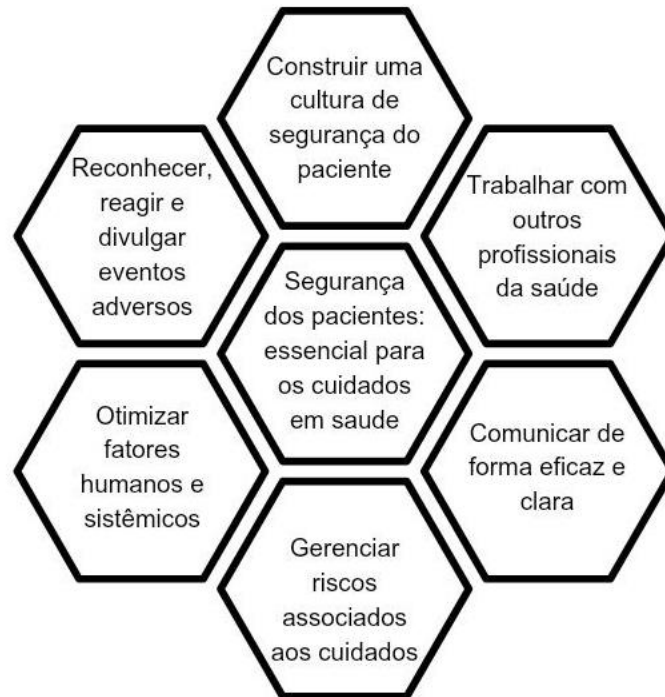 Construir uma
cultura de
segurança do
paciente
Reconhecer,
reagir e
divulgar
eventos
adversos
Trabalhar com
outros
profissionais
da saúde
Segurança
dos pacientes:
essencial para
os cuidados
em saude
Otimizar
fatores
humanos e
sistêmicos
Comunicar de
forma eficaz e
clara
Gerenciar
riscos
associados
aos cuidados